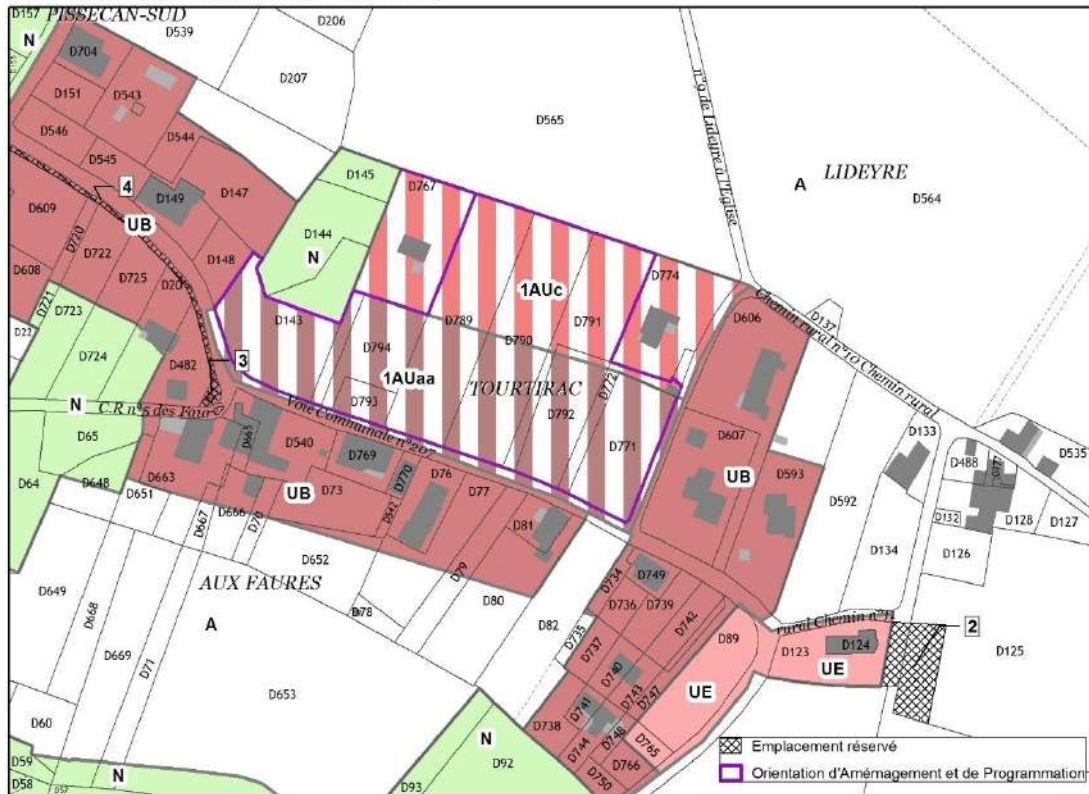 D157
PISSECAN-SUD
D539
D206
N
D704
D207
D151
D543
D565
D546
D544
D545
n°9 de Lideyre à l'Eglise
LIDEYRE
A
D564
D145
D767
4
D149
D147
D609
UB
D144
D720
D722
D148
N
D774
1AUc
D608
D725
D20
D721
D723
D143
D789
D791
D606
D137
Chemin rural n°10 Chemin rural
D22
D724
3
D794
D790
1AUaa
TOURTIRAC
D482
D793
D772
D792
N
C.R n°5 des Faur
Voie Communale n°207
D771
D607
D133
D65
D665
D540
D769
D488
D535
D64
D648
D663
UB
D73
D770
D76
UB
D593
D592
D651
D77
D132
D128
D127
D667
D666
D70
D81
D134
D126
D652
D734
D749
AUX FAURES
D79
D736
D739
D649
D668
D78
D80
D742
A
D82
D735
D89
rural Chemin n°11
D737
D123
D124
2
D125
D669
D71
D740
UE
UE
D653
D743
D747
D60
D741
D738
D748
N
D744
D765
D59
N
D92
D766
D750
D58
D57
D93
Emplacement réservé
Orientation d'Aménagement et de Programmation